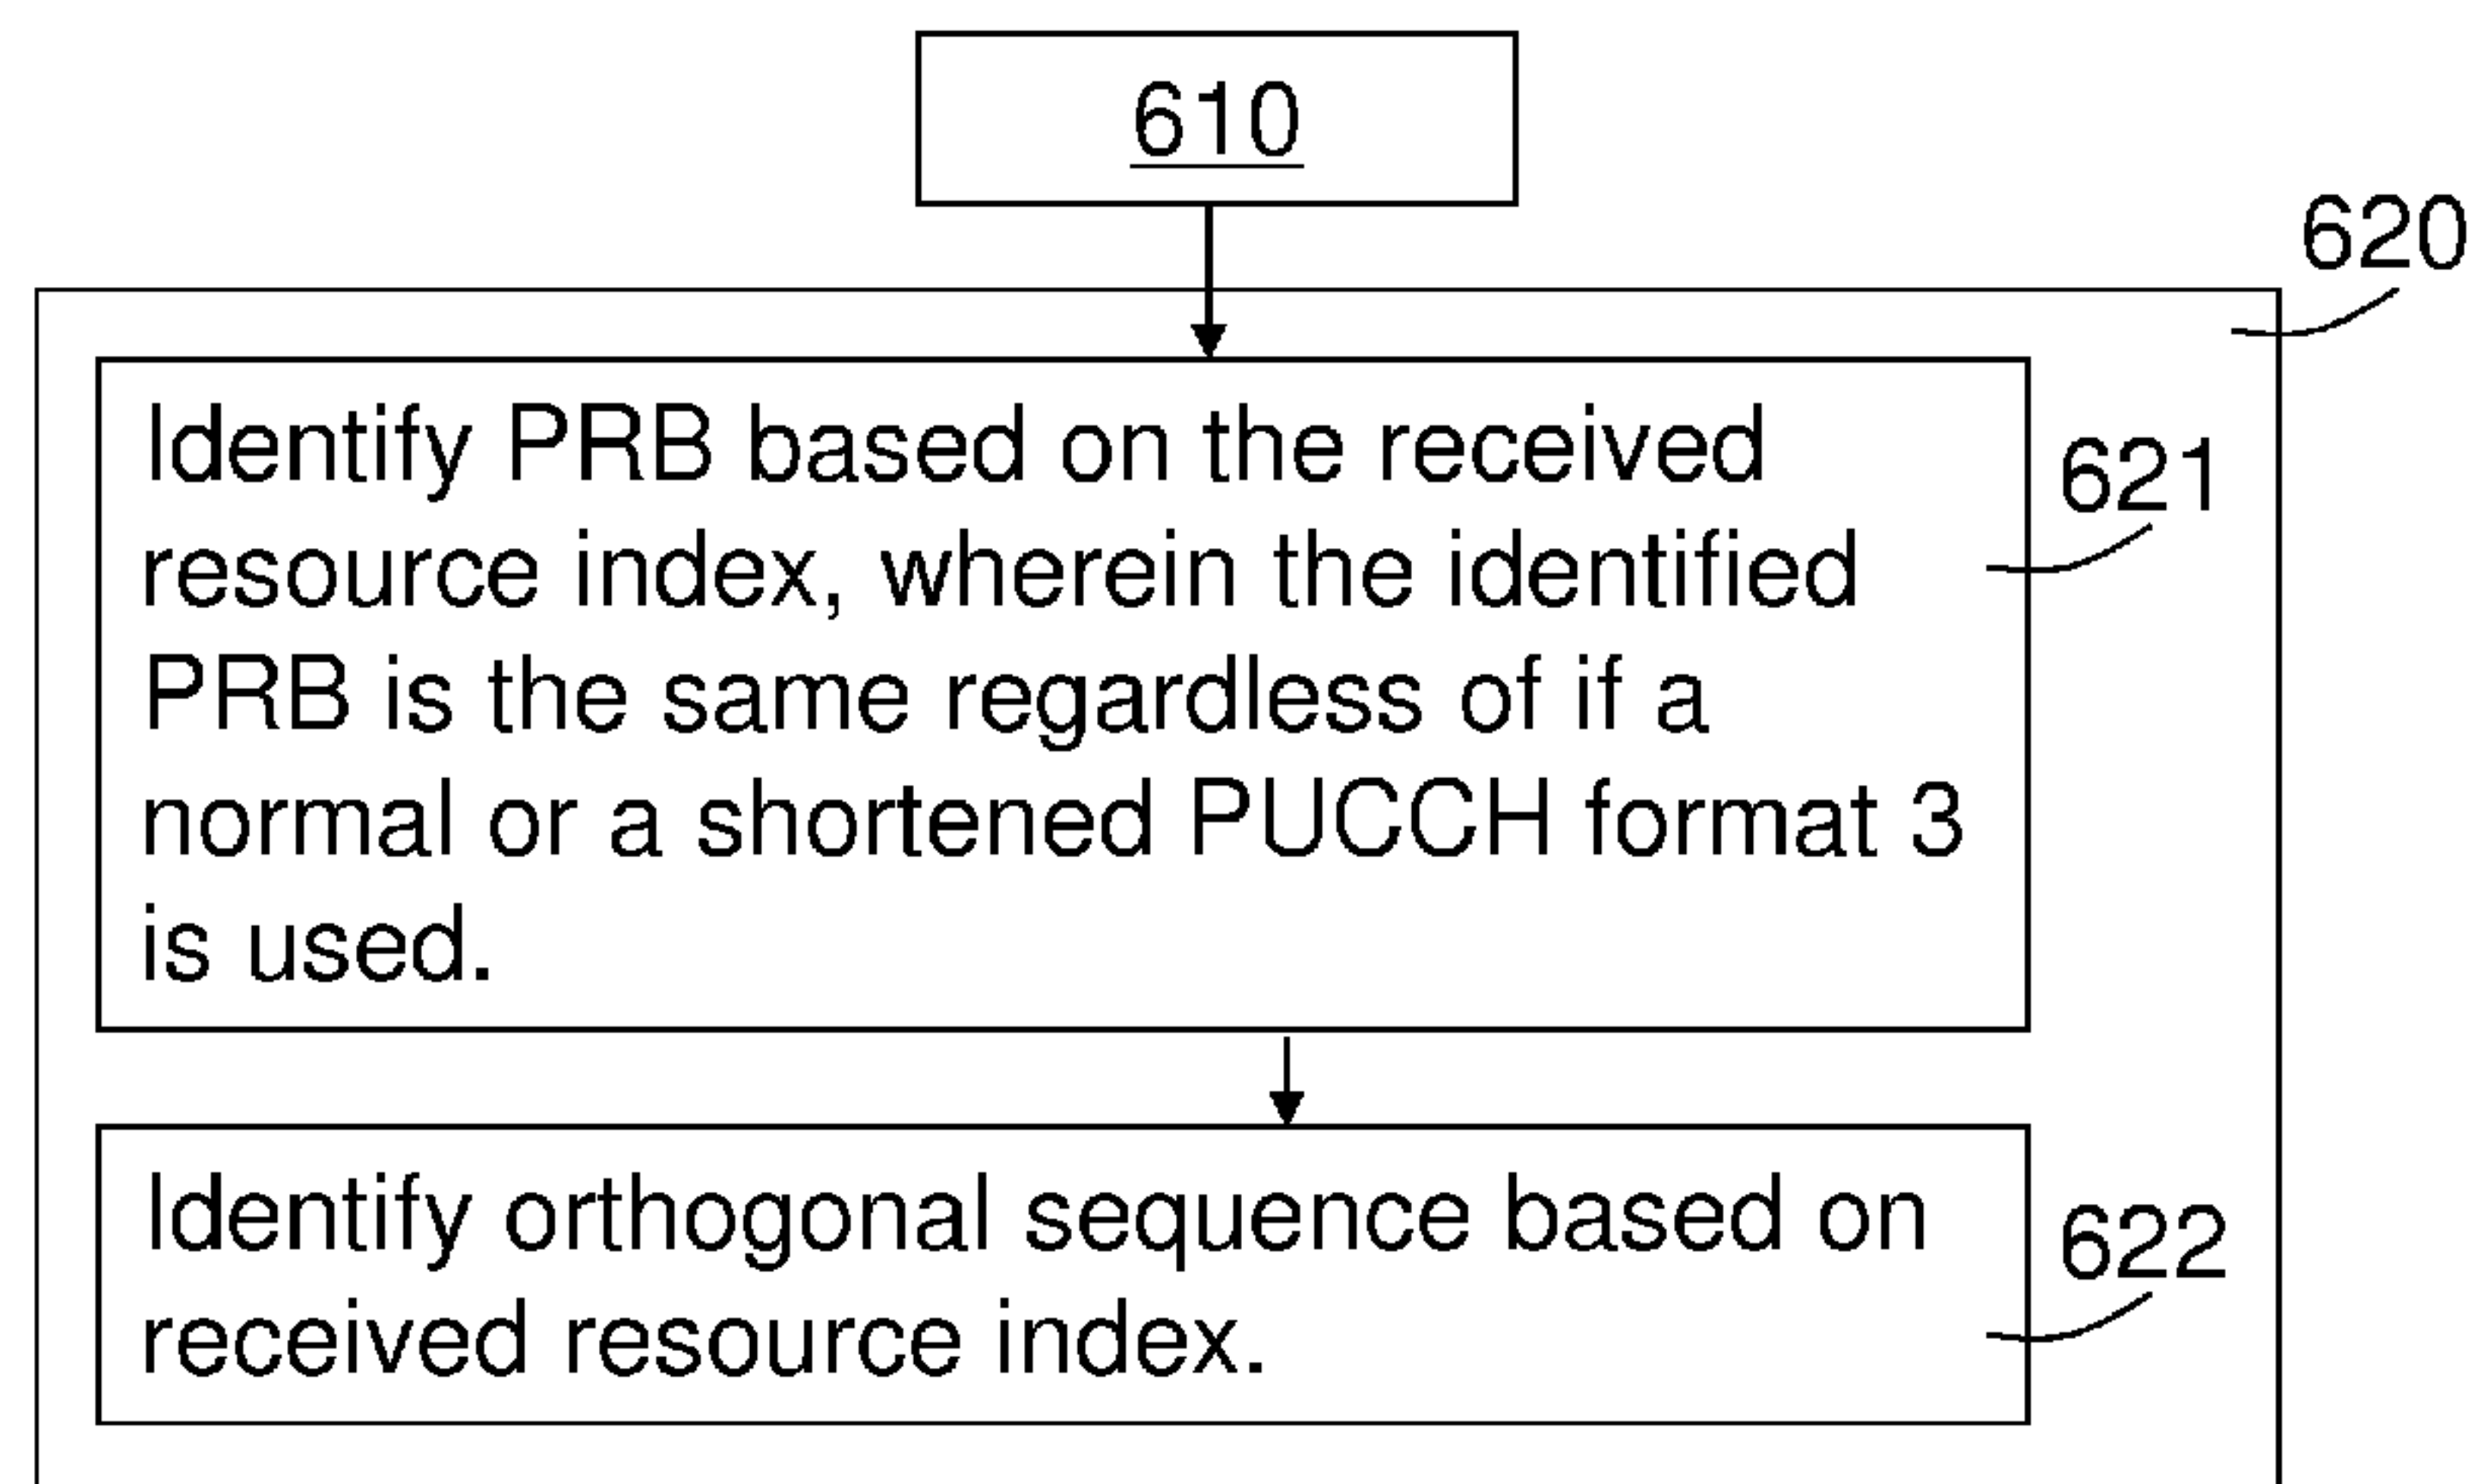 610
620
Identify PRB based on the received
resource index, wherein the identified
PRB is the same regardless of if a
normal or a shortened PUCCH format 3
is used.
621
Identify orthogonal sequence based on
received resource index.
622